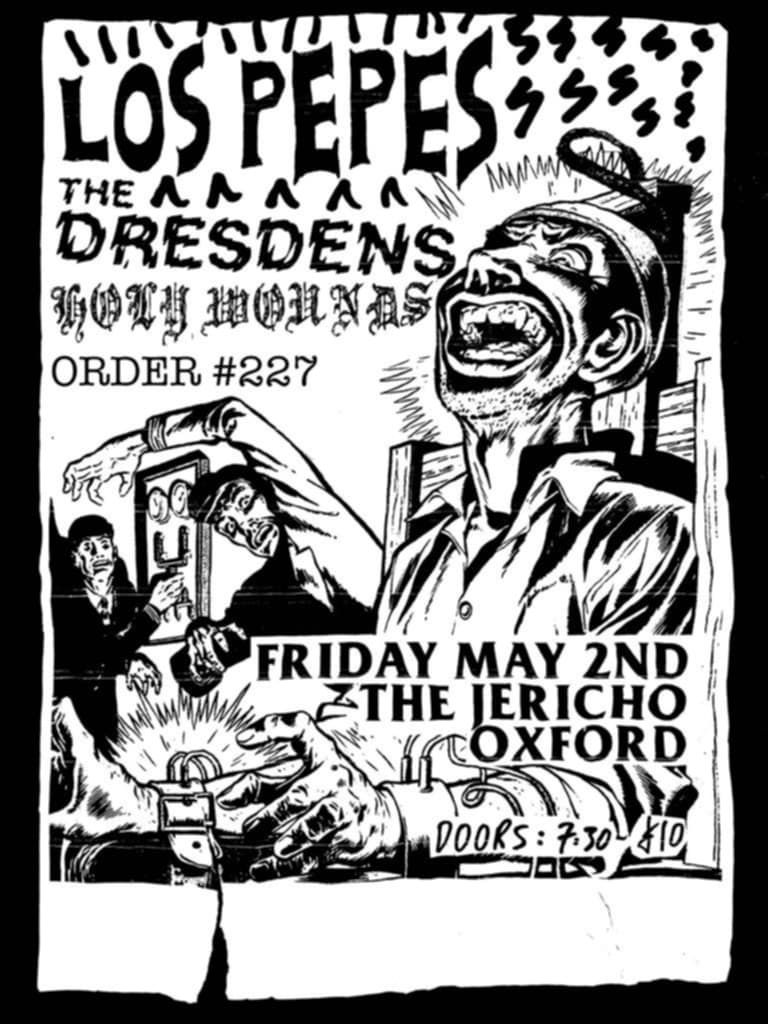 LOS PEPES
THE
DRESDENS
HOLY WOUNDS
ORDER #227
FRIDAY MAY 2ND
THE JERICHO
OXFORD
DOORS: 7:30 £10